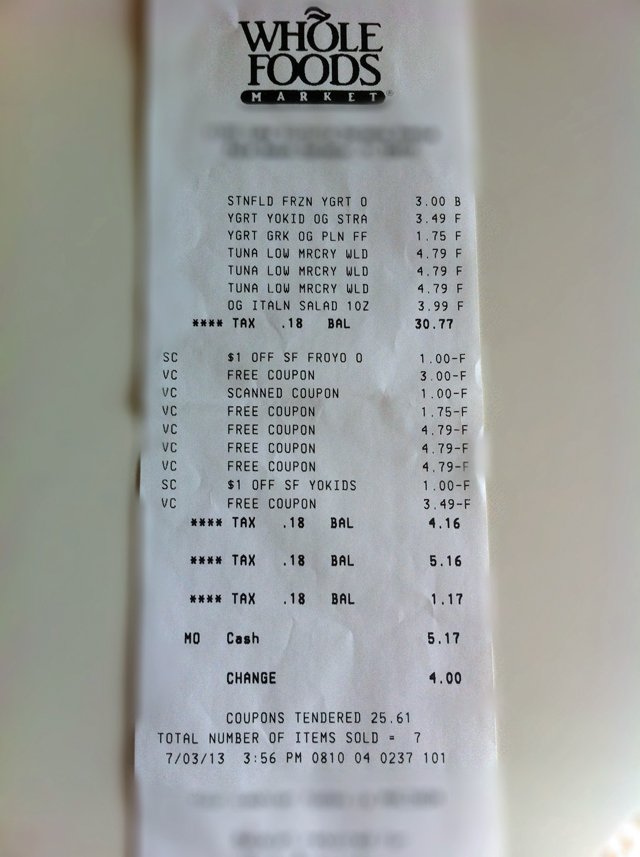 WHOLE
FOODS
MARKET®
STNFLD FRZN YGRT O 3.00 B
YGRT YOKID OG STRA 3.49 F
YGRT GRK OG PLN FF 1.75 F
TUNA LOW MRCRY WLD 4.79 F
TUNA LOW MRCRY WLD 4.79 F
TUNA LOW MRCRY WLD 4.79 F
OG ITALN SALAD 10Z 3.99 F
**** TAX .18 BAL 30.77
SC $1 OFF SF FROYO O 1.00-F
VC FREE COUPON 3.00-F
VC SCANNED COUPON 1.00-F
VC FREE COUPON 1.75-F
VC FREE COUPON 4.79-F
VC FREE COUPON 4.79-F
VC FREE COUPON 4.79-F
SC $1 OFF SF YOKIDS 1.00-F
VC FREE COUPON 3.49-F
**** TAX .18 BAL 4.16
**** TAX .18 BAL 5.16
**** TAX .18 BAL 1.17
MO Cash 5.17
CHANGE 4.00
COUPONS TENDERED 25.61
TOTAL NUMBER OF ITEMS SOLD = 7
7/03/13 3:56 PM 0810 04 0237 101